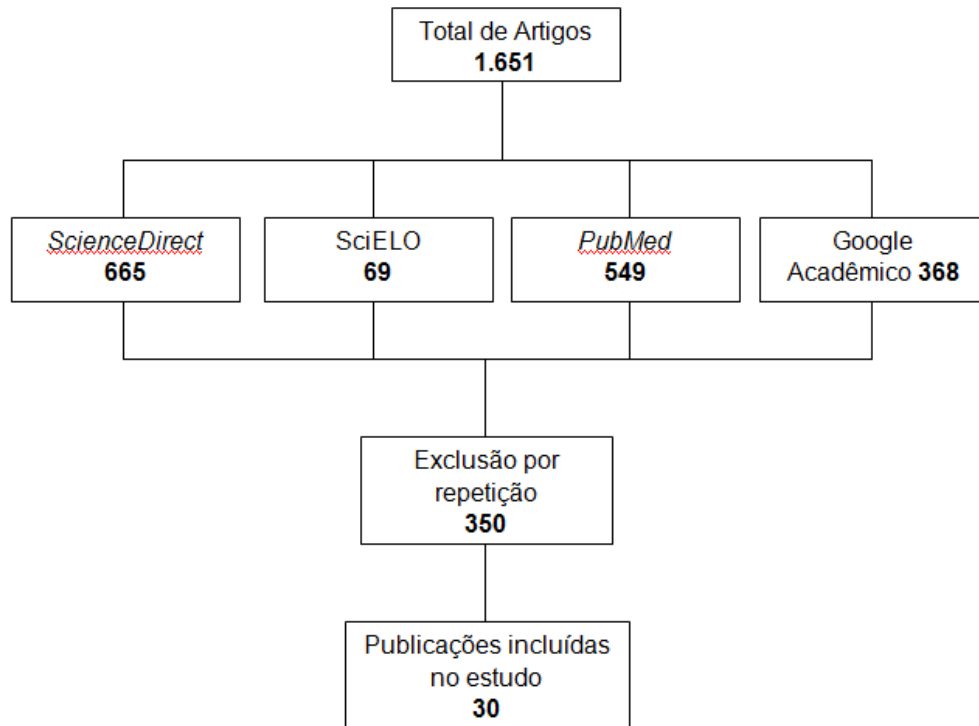 Total de Artigos
1.651
ScienceDirect
665
SciELO
69
PubMed
549
Google
Acadêmico 368
Exclusão por
repetição
350
Publicações incluídas
no estudo
30